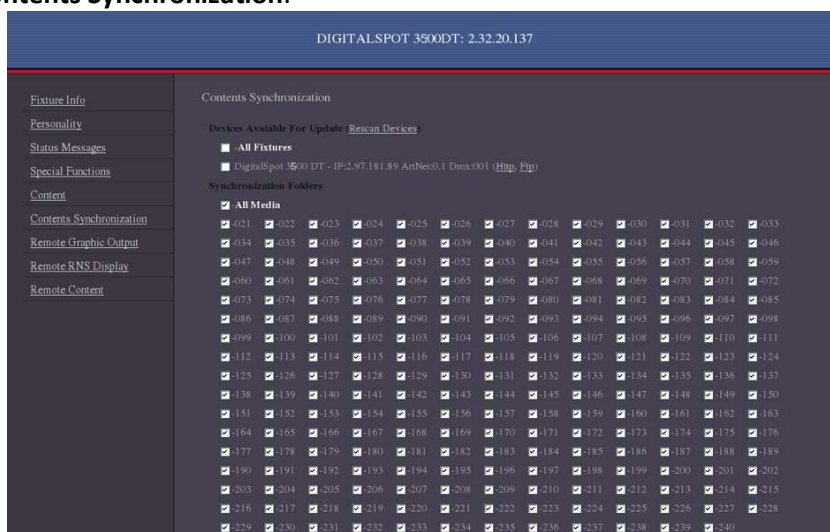 ontents Synchronization.
DIGITALSPOT 3500DT: 2.32.20.137
Fixture Info
Personality
Status Messages
Special Functions
Content
Contents Synchronization
Remote Graphic Output
Remote RNS Display
Remote Content
Contents Synchronization
Devices Avaiable For Update (Rescan Devices)
-All Fixtures
DigitalSpot 3500 DT - IP:2.97.181.89 ArtNet:0.1 Dmx:001 (Http, Ftp)
Synchronization Folders
-All Media
-021 -022 -023 -024 -025 -026 -027 -028 -029 -030 -031 -032 -033
-034 -035 -036 -037 -038 -039 -040 -041 -042 -043 -044 -045 -046
-047 -048 -049 -050 -051 -052 -053 -054 -055 -056 -057 -058 -059
-060 -061 -062 -063 -064 -065 -066 -067 -068 -069 -070 -071 -072
-073 -074 -075 -076 -077 -078 -079 -080 -081 -082 -083 -084 -085
-086 -087 -088 -089 -090 -091 -092 -093 -094 -095 -096 -097 -098
-099 -100 -101 -102 -103 -104 -105 -106 -107 -108 -109 -110 -111
-112 -113 -114 -115 -116 -117 -118 -119 -120 -121 -122 -123 -124
-125 -126 -127 -128 -129 -130 -131 -132 -133 -134 -135 -136 -137
-138 -139 -140 -141 -142 -143 -144 -145 -146 -147 -148 -149 -150
-151 -152 -153 -154 -155 -156 -157 -158 -159 -160 -161 -162 -163
-164 -165 -166 -167 -168 -169 -170 -171 -172 -173 -174 -175 -176
-177 -178 -179 -180 -181 -182 -183 -184 -185 -186 -187 -188 -189
-190 -191 -192 -193 -194 -195 -196 -197 -198 -199 -200 -201 -202
-203 -204 -205 -206 -207 -208 -209 -210 -211 -212 -213 -214 -215
-216 -217 -218 -219 -220 -221 -222 -223 -224 -225 -226 -227 -228
-229 -230 -231 -232 -233 -234 -235 -236 -237 -238 -239 -240